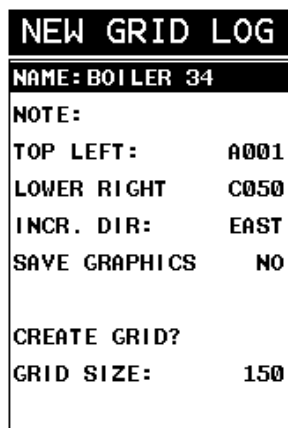 NEW GRID LOG
NAME: BOILER 34
NOTE:
TOP LEFT: A001
LOWER RIGHT C050
INCR. DIR: EAST
SAVE GRAPHICS NO
CREATE GRID?
GRID SIZE: 150